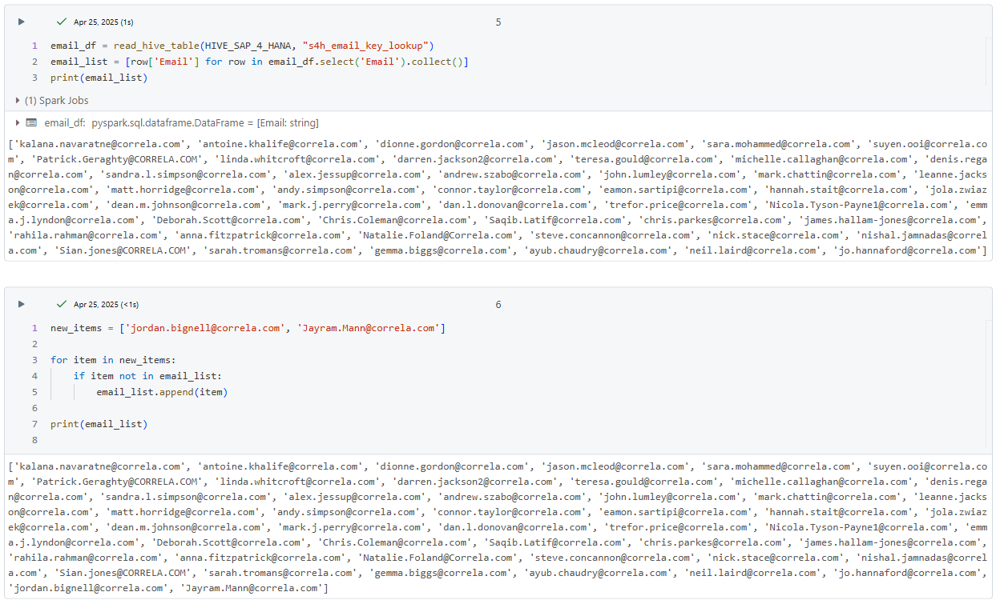 Apr 25, 2025 (1s)
5
1 email_df = read_hive_table(HIVE_SAP_4_HANA, "s4h_email_key_lookup")
2 email_list = [row['Email'] for row in email_df.select('Email').collect()]
3 print(email_list)
(1) Spark Jobs
email_df: pyspark.sql.dataframe.DataFrame = [Email: string]
['kalana.navaratne@correla.com', 'antoine.khalife@correla.com', 'dionne.gordon@correla.com', 'jason.mcleod@correla.com', 'sara.mohammed@correla.com', 'suyen.ooi@correla.co
m', 'Patrick.Geraghty@CORRELA.COM', 'linda.whitcroft@correla.com', 'darren.jackson2@correla.com', 'teresa.gould@correla.com', 'michelle.callaghan@correla.com', 'denis.rega
n@correla.com', 'sandra.l.simpson@correla.com', 'alex.jessup@correla.com', 'andrew.szabo@correla.com', 'john.lumley@correla.com', 'mark.chattin@correla.com', 'leanne.jacks
on@correla.com', 'matt.horridge@correla.com', 'andy.simpson@correla.com', 'connor.taylor@correla.com', 'eamon.sartipi@correla.com', 'hannah.stait@correla.com', 'jola.zwiaz
ek@correla.com', 'dean.m.johnson@correla.com', 'mark.j.perry@correla.com', 'dan.l.donovan@correla.com', 'trefor.price@correla.com', 'Nicola.Tyson-Payne1@correla.com', 'emm
a.j.lyndon@correla.com', 'Deborah.Scott@correla.com', 'Chris.Coleman@correla.com', 'Saqib.Latif@correla.com', 'chris.parkes@correla.com', 'james.hallam-jones@correla.com',
'rahila.rahman@correla.com', 'anna.fitzpatrick@correla.com', 'Natalie.Foland@Correla.com', 'steve.concannon@correla.com', 'nick.stace@correla.com', 'nishal.jamnadas@correl
a.com', 'Sian.jones@CORRELA.COM', 'sarah.tromans@correla.com', 'gemma.biggs@correla.com', 'ayub.chaudry@correla.com', 'neil.laird@correla.com', 'jo.hannaford@correla.com']
Apr 25, 2025 (<1s)
6
1 new_items = ['jordan.bignell@correla.com', 'Jayram.Mann@correla.com']
2
3 for item in new_items:
4     if item not in email_list:
5         email_list.append(item)
6
7 print(email_list)
8
['kalana.navaratne@correla.com', 'antoine.khalife@correla.com', 'dionne.gordon@correla.com', 'jason.mcleod@correla.com', 'sara.mohammed@correla.com', 'suyen.ooi@correla.co
m', 'Patrick.Geraghty@CORRELA.COM', 'linda.whitcroft@correla.com', 'darren.jackson2@correla.com', 'teresa.gould@correla.com', 'michelle.callaghan@correla.com', 'denis.rega
n@correla.com', 'sandra.l.simpson@correla.com', 'alex.jessup@correla.com', 'andrew.szabo@correla.com', 'john.lumley@correla.com', 'mark.chattin@correla.com', 'leanne.jacks
on@correla.com', 'matt.horridge@correla.com', 'andy.simpson@correla.com', 'connor.taylor@correla.com', 'eamon.sartipi@correla.com', 'hannah.stait@correla.com', 'jola.zwiaz
ek@correla.com', 'dean.m.johnson@correla.com', 'mark.j.perry@correla.com', 'dan.l.donovan@correla.com', 'trefor.price@correla.com', 'Nicola.Tyson-Payne1@correla.com', 'emm
a.j.lyndon@correla.com', 'Deborah.Scott@correla.com', 'Chris.Coleman@correla.com', 'Saqib.Latif@correla.com', 'chris.parkes@correla.com', 'james.hallam-jones@correla.com',
'rahila.rahman@correla.com', 'anna.fitzpatrick@correla.com', 'Natalie.Foland@Correla.com', 'steve.concannon@correla.com', 'nick.stace@correla.com', 'nishal.jamnadas@correl
a.com', 'Sian.jones@CORRELA.COM', 'sarah.tromans@correla.com', 'gemma.biggs@correla.com', 'ayub.chaudry@correla.com', 'neil.laird@correla.com', 'jo.hannaford@correla.com',
'jordan.bignell@correla.com', 'Jayram.Mann@correla.com']